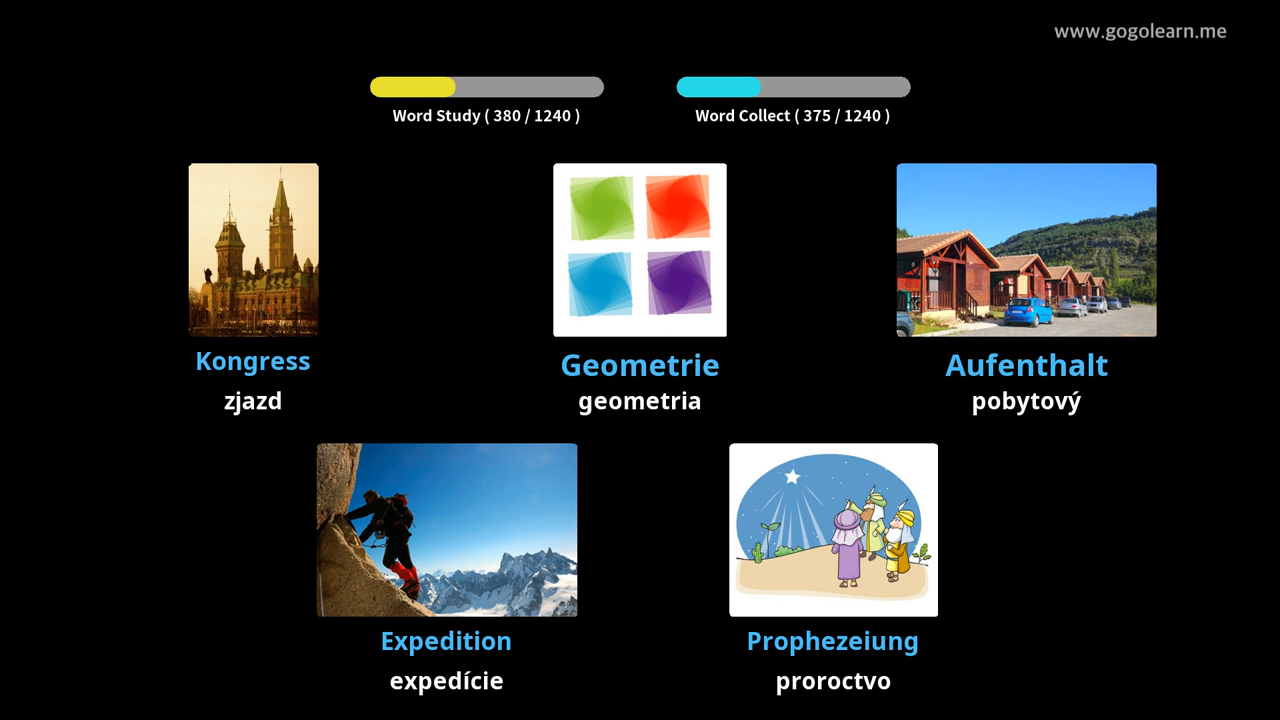 www.gogolearn.me
Word Study ( 380 / 1240 )
Word Collect ( 375 / 1240 )
Kongress
zjazd
Geometrie
geometria
Aufenthalt
pobytový
Expedition
expedície
Prophezeiung
proroctvo